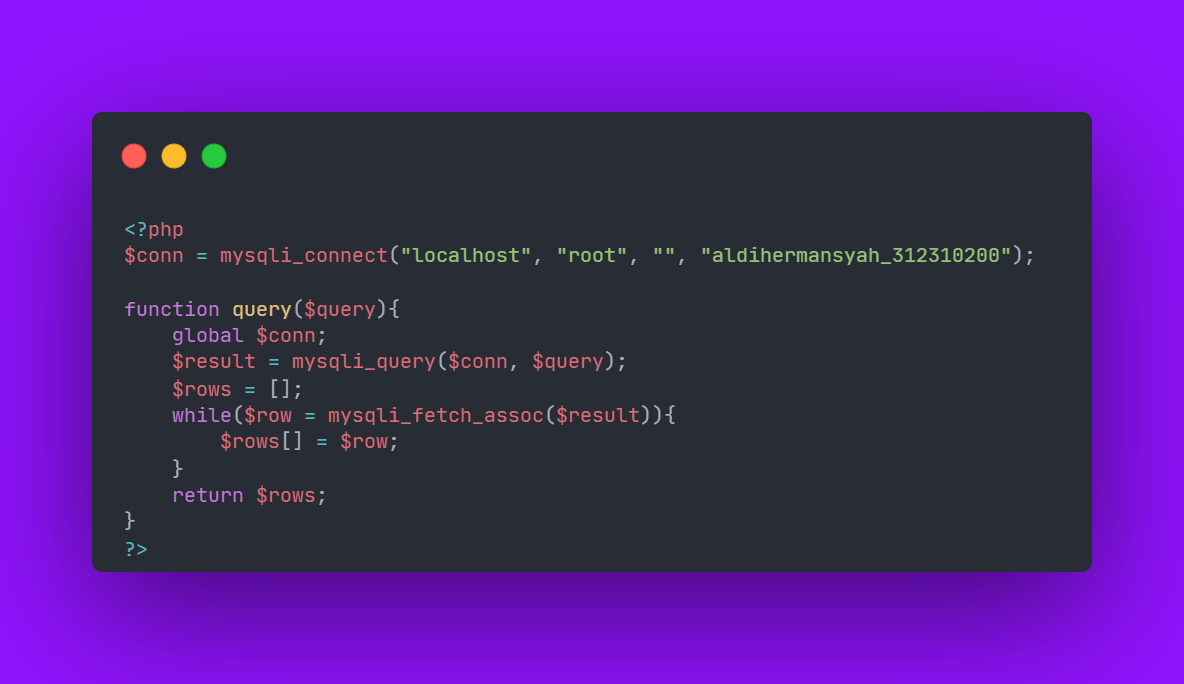 <?php
$conn = mysqli_connect("localhost", "root", "", "aldihermansyah_312310200");

function query($query){
    global $conn;
    $result = mysqli_query($conn, $query);
    $rows = [];
    while($row = mysqli_fetch_assoc($result)){
        $rows[] = $row;
    }
    return $rows;
}
?>